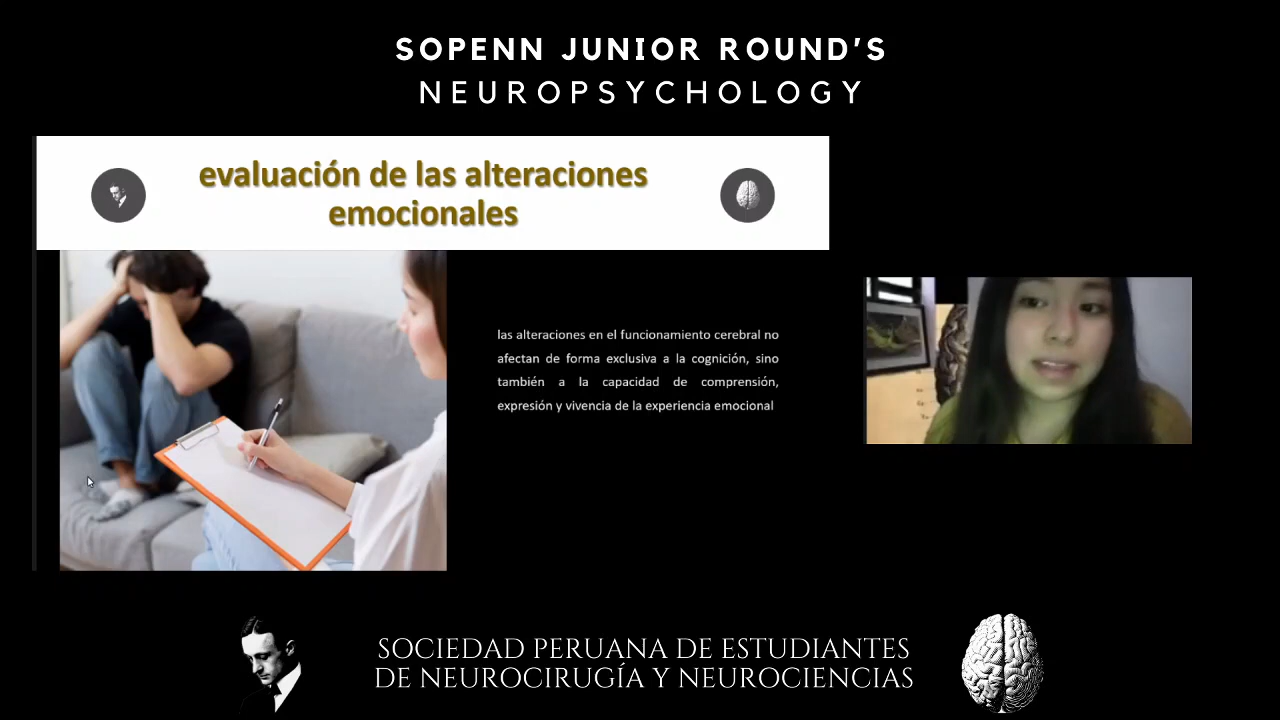 SOPENN JUNIOR ROUND'S
NEUROPSYCHOLOGY
evaluación de las alteraciones
emocionales
las alteraciones en el funcionamiento cerebral no
afectan de forma exclusiva a la cognición, sino
también a la capacidad de comprensión,
expresión y vivencia de la experiencia emocional
SOCIEDAD PERUANA DE ESTUDIANTES
DE NEUROCIRUGÍA Y NEUROCIENCIAS